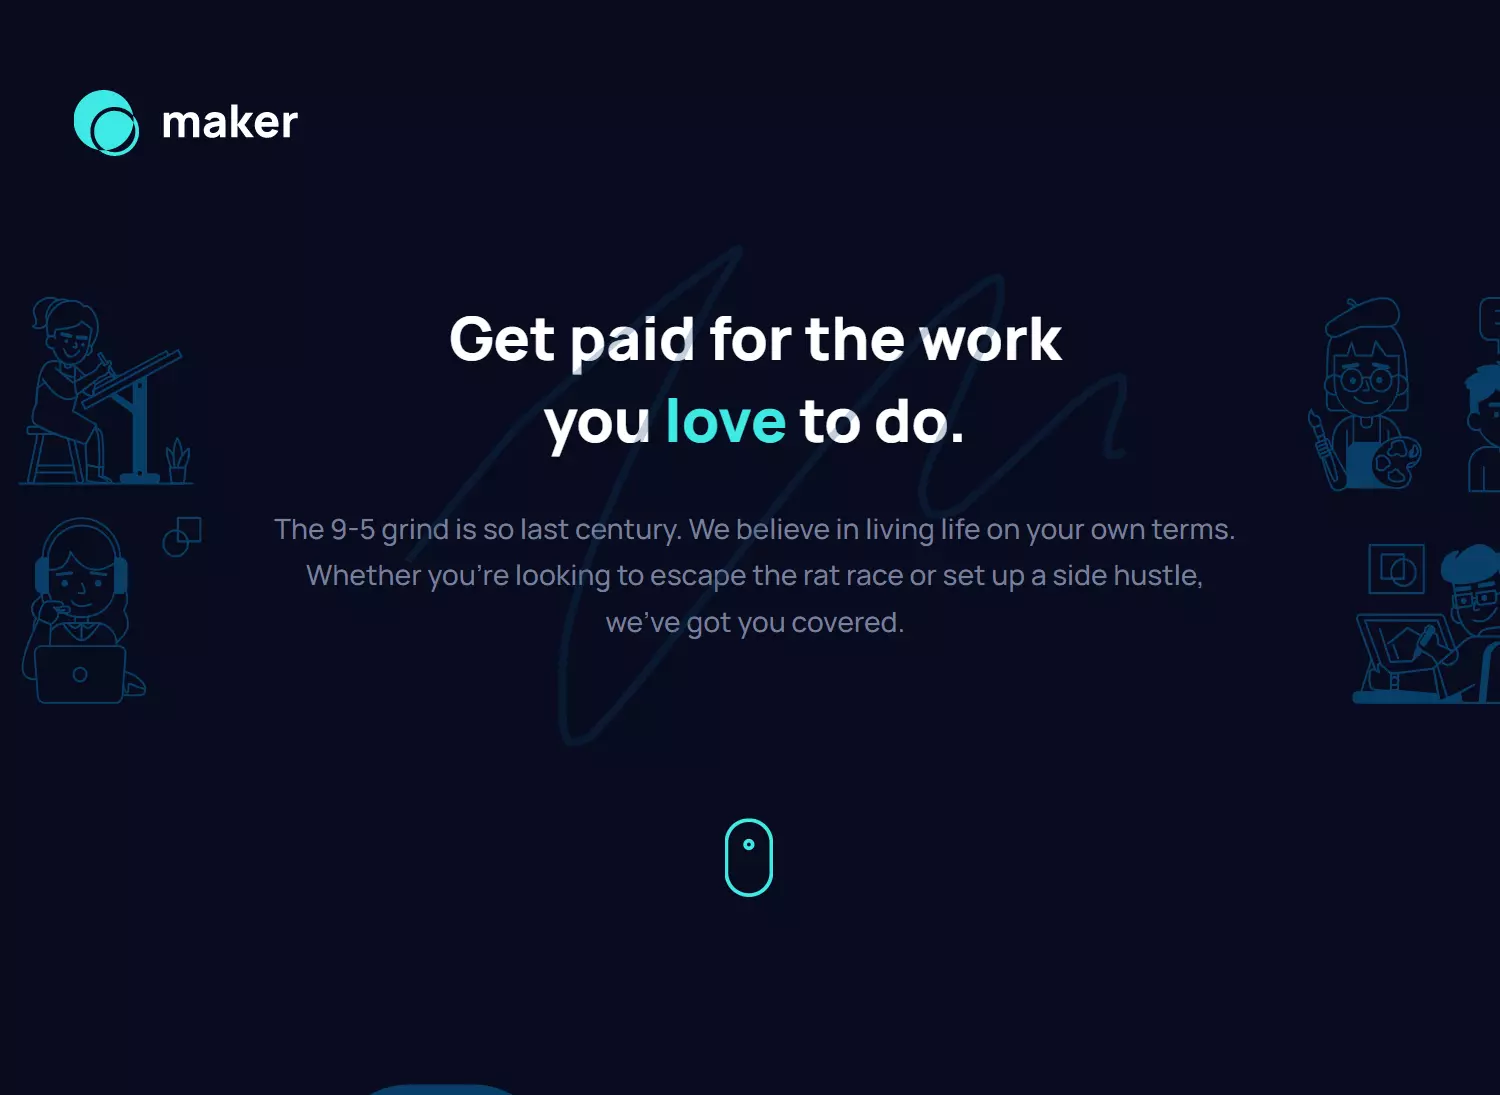 maker
Get paid for the work
you love to do.
The 9-5 grind is so last century. We believe in living life on your own terms.
Whether you’re looking to escape the rat race or set up a side hustle,
we’ve got you covered.